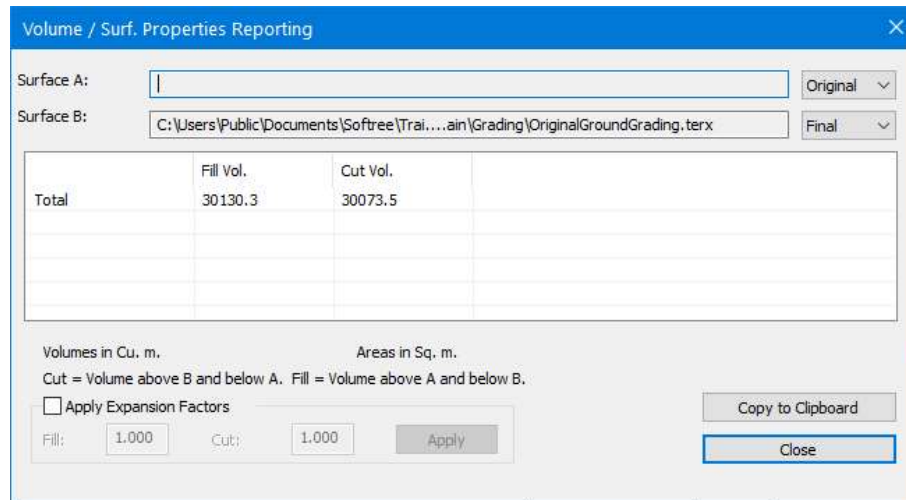 Volume / Surf. Properties Reporting
Surface A: Original
Surface B: C:\Users\Public\Documents\Softree\Trai....ain\Grading\OriginalGroundGrading.terx Final
Fill Vol. Cut Vol.
Total 30130.3 30073.5
Volumes in Cu. m. Areas in Sq. m.
Cut = Volume above B and below A. Fill = Volume above A and below B.
Apply Expansion Factors
Copy to Clipboard
Fill: 1.000 Cut: 1.000 Apply
Close